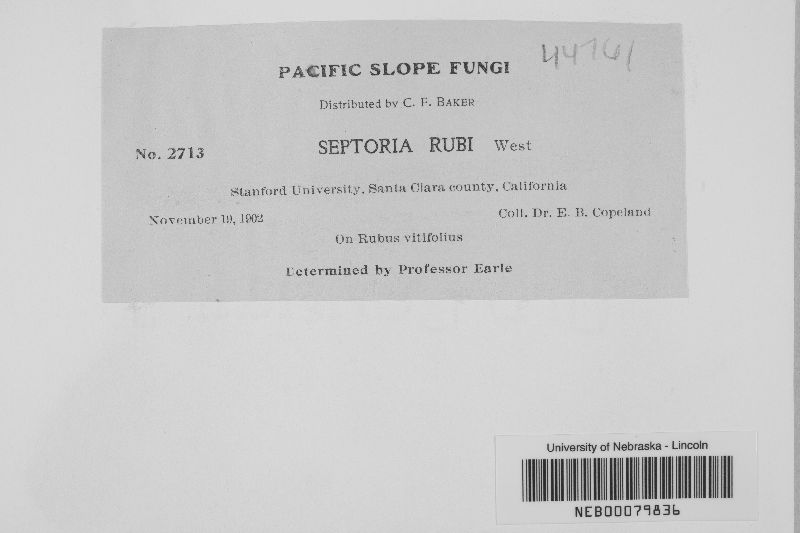 PACIFIC SLOPE FUNGI 44761
Distributed by C. F. BAKER
No. 2713 SEPTORIA RUBI West
Stanford University, Santa Clara county, California
November 19, 1902 Coll. Dr. E. B. Copeland
On Rubus vitifolius
Determined by Professor Earle
University of Nebraska - Lincoln
NEB00079836